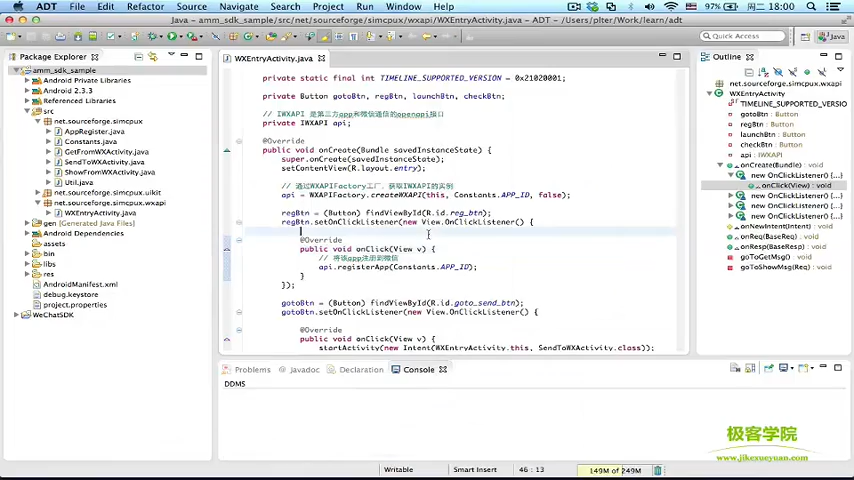 ADT File Edit Refactor Source Navigate Search Project Run Window Help 97% 周二 18:00
Java – amm_sdk_sample/src/net/sourceforge/simcpux/wxapi/WXEntryActivity.java – ADT – /Users/plter/Work/learn/adt
Quick Access Java
Package Explorer
amm_sdk_sample
Android Private Libraries
Android 2.3.3
Referenced Libraries
src
net.sourceforge.simcpux
AppRegister.java
Constants.java
GetFromWXActivity.java
SendToWXActivity.java
ShowFromWXActivity.java
Util.java
net.sourceforge.simcpux.uikit
net.sourceforge.simcpux.wxapi
WXEntryActivity.java
gen [Generated Java Files]
Android Dependencies
assets
bin
libs
res
AndroidManifest.xml
debug.keystore
project.properties
WeChatSDK
WXEntryActivity.java
private static final int TIMELINE_SUPPORTED_VERSION = 0x21020001;
private Button gotoBtn, regBtn, launchBtn, checkBtn;
// IWXAPI 是第三方app和微信通信的openapi接口
private IWXAPI api;
@Override
public void onCreate(Bundle savedInstanceState) {
super.onCreate(savedInstanceState);
setContentView(R.layout.entry);
// 通过WXAPIFactory工厂，获取IWXAPI的实例
api = WXAPIFactory.createWXAPI(this, Constants.APP_ID, false);
regBtn = (Button) findViewById(R.id.reg_btn);
regBtn.setOnClickListener(new View.OnClickListener() {
@Override
public void onClick(View v) {
// 将该app注册到微信
api.registerApp(Constants.APP_ID);
}
});
gotoBtn = (Button) findViewById(R.id.goto_send_btn);
gotoBtn.setOnClickListener(new View.OnClickListener() {
@Override
public void onClick(View v) {
startActivity(new Intent(WXEntryActivity.this, SendToWXActivity.class));
Outline
net.sourceforge.simcpux.wxapi
WXEntryActivity
TIMELINE_SUPPORTED_VERSIO
gotoBtn : Button
regBtn : Button
launchBtn : Button
checkBtn : Button
api : IWXAPI
onCreate(Bundle) : void
new OnClickListener() {...}
onClick(View) : void
new OnClickListener() {...}
new OnClickListener() {...}
new OnClickListener() {...}
onNewIntent(Intent) : void
onReq(BaseReq) : void
onResp(BaseResp) : void
goToGetMsg() : void
goToShowMsg(Req) : void
Problems Javadoc Declaration Console
DDMS
极客学院
www.jikexueyuan.com
Writable Smart Insert 46 : 13 149M of 249M